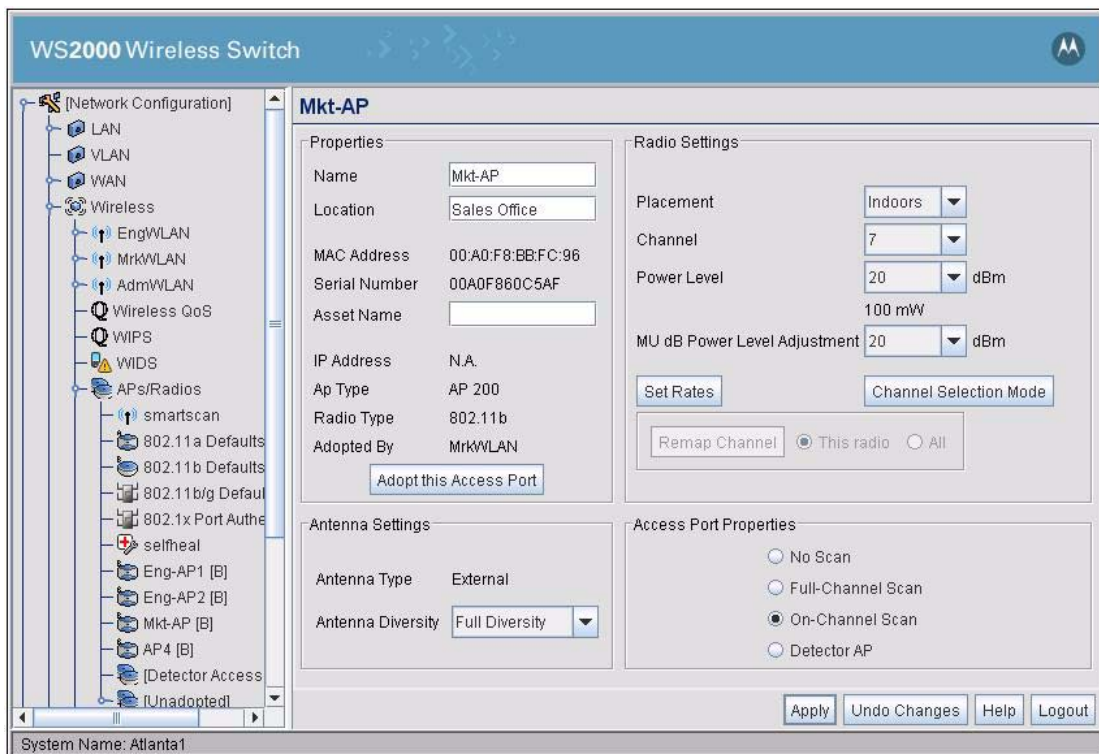 WS2000 Wireless Switch
[Network Configuration]
LAN
VLAN
WAN
Wireless
EngWLAN
MrkWLAN
AdmWLAN
Wireless QoS
WIPS
WIDS
APs/Radios
smartscan
802.11a Defaults
802.11b Defaults
802.11b/g Defaul
802.1x Port Authe
selfheal
Eng-AP1 [B]
Eng-AP2 [B]
Mkt-AP [B]
AP4 [B]
[Detector Access
[Unadopted]
Mkt-AP
Properties
Name Mkt-AP
Location Sales Office
MAC Address 00:A0:F8:BB:FC:96
Serial Number 00A0F860C5AF
Asset Name
IP Address N.A.
Ap Type AP 200
Radio Type 802.11b
Adopted By MrkWLAN
Adopt this Access Port
Radio Settings
Placement Indoors
Channel 7
Power Level 20 dBm
100 mW
MU dB Power Level Adjustment 20 dBm
Set Rates Channel Selection Mode
Remap Channel This radio All
Antenna Settings
Antenna Type External
Antenna Diversity Full Diversity
Access Port Properties
No Scan
Full-Channel Scan
On-Channel Scan
Detector AP
Apply Undo Changes Help Logout
System Name: Atlanta1